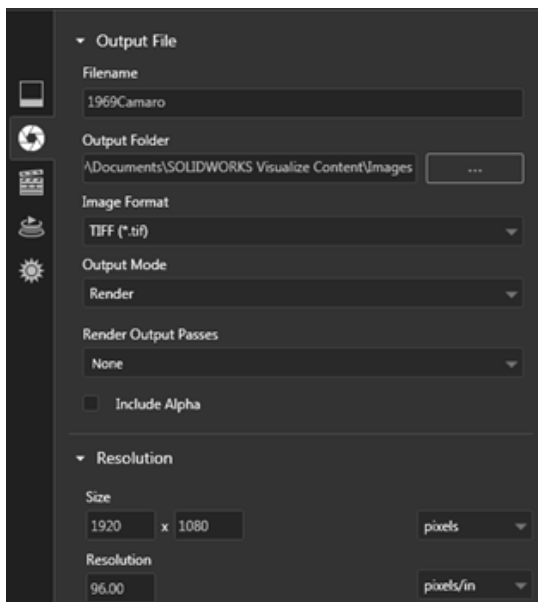 Output File
Filename
1969Camaro
Output Folder
\Documents\SOLIDWORKS Visualize Content\Images ...
Image Format
TIFF (*.tif)
Output Mode
Render
Render Output Passes
None
Include Alpha
Resolution
Size
1920 x 1080 pixels
Resolution
96.00 pixels/in